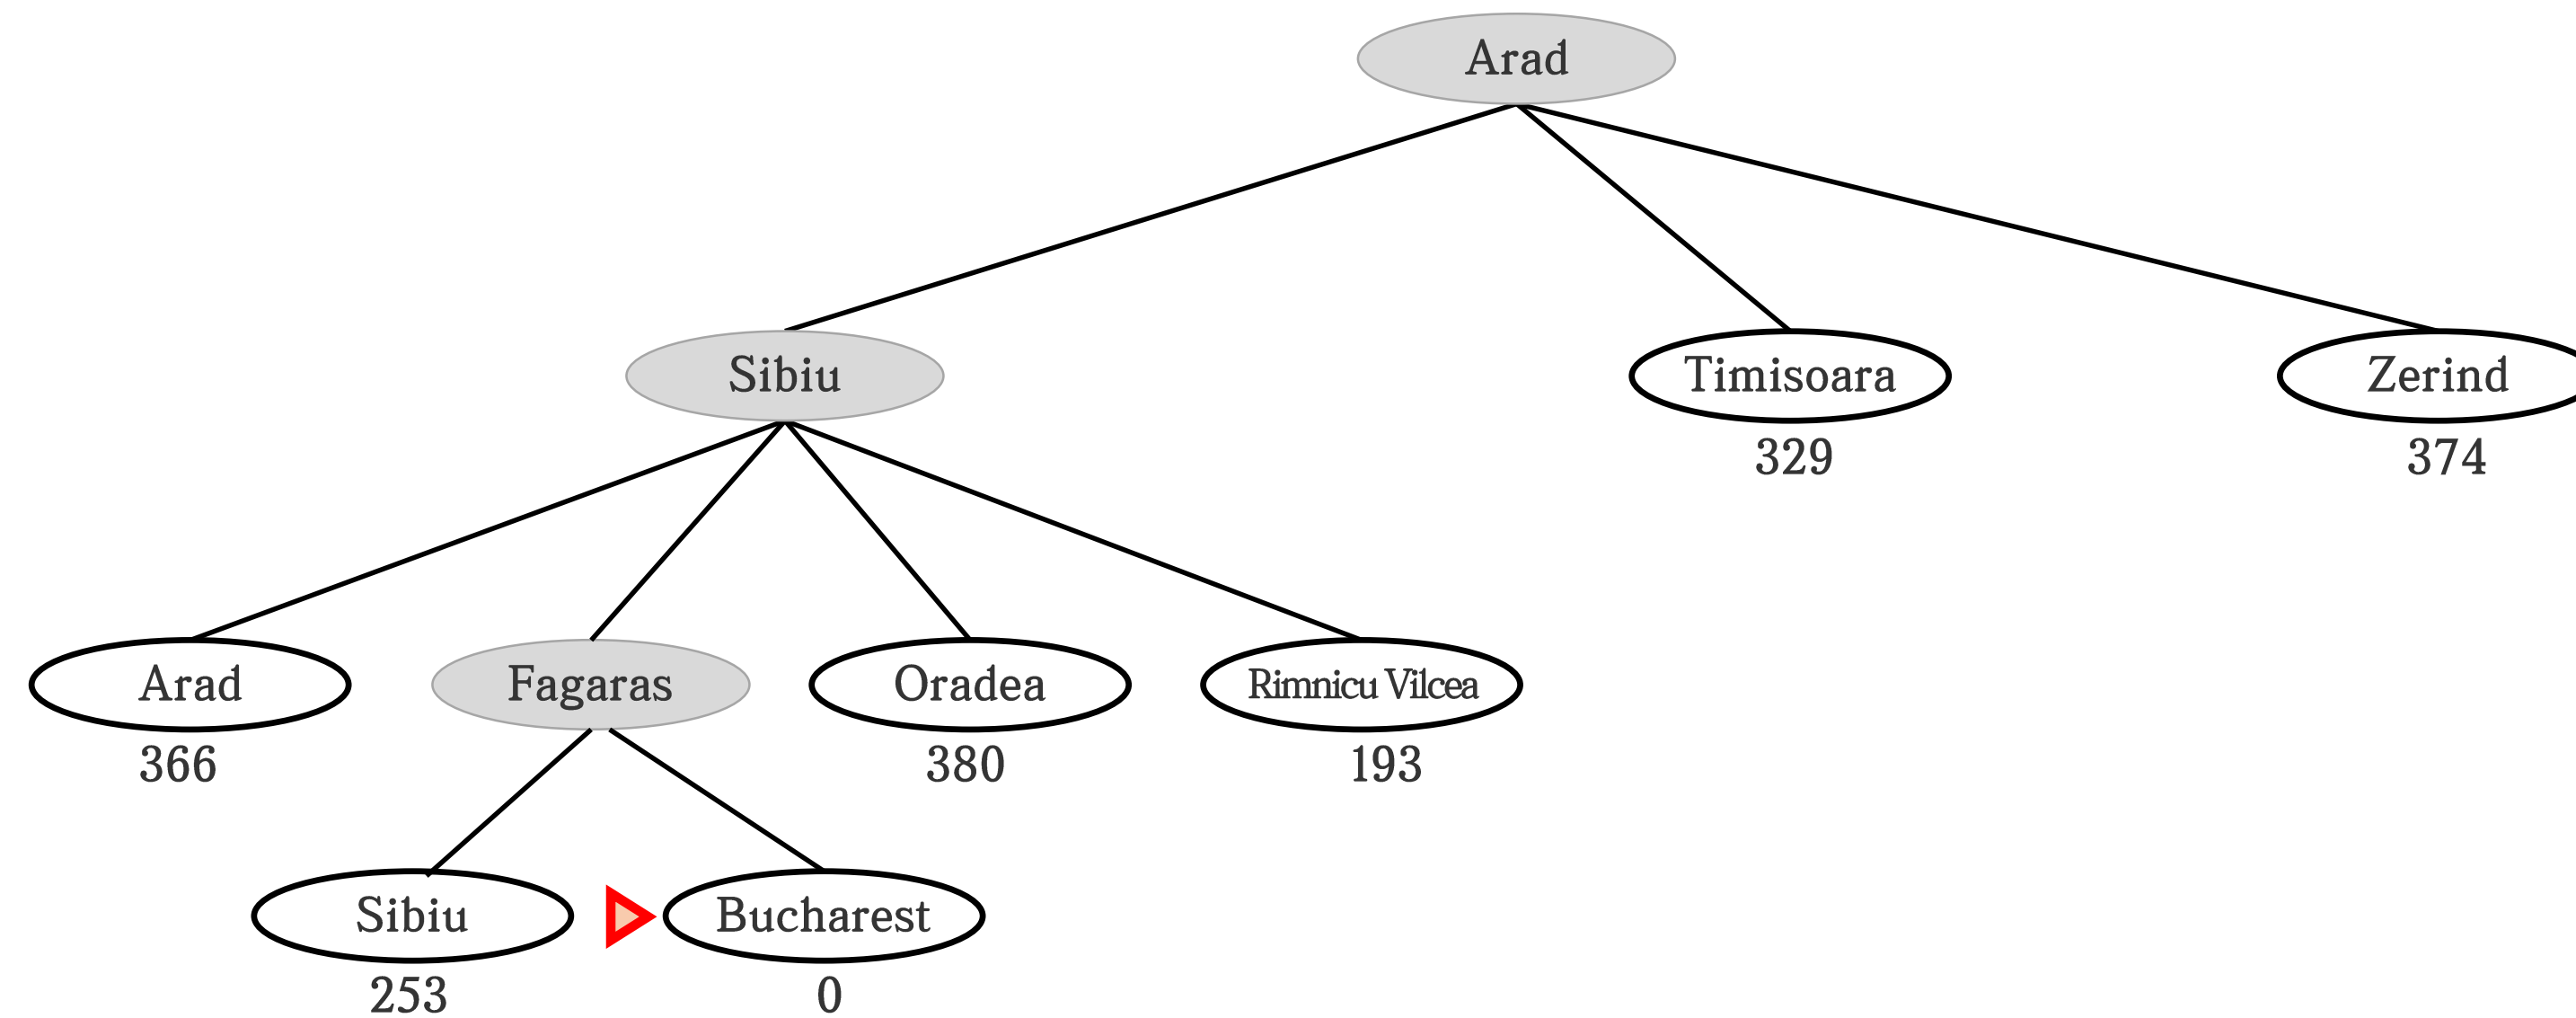 Arad
Sibiu
Timisoara
Zerind
329
374
Arad
Fagaras
Oradea
Rimnicu Vilcea
366
380
193
Sibiu
Bucharest
253
0